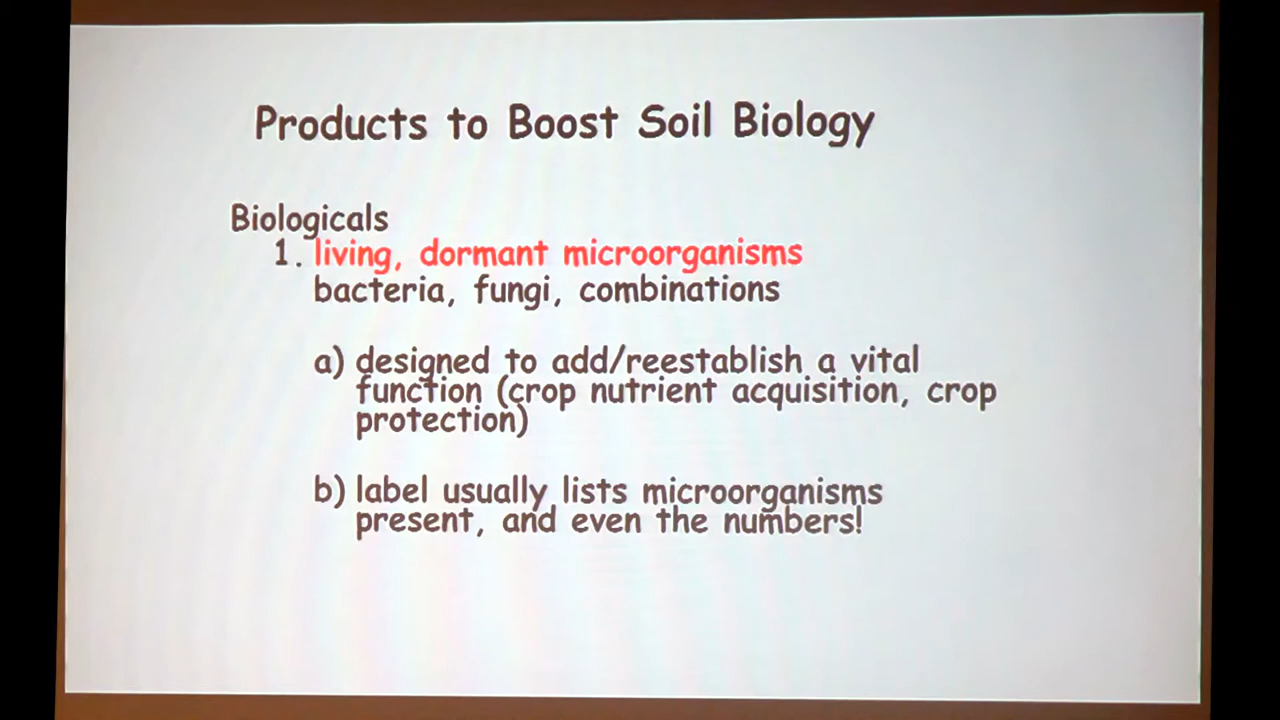 Products to Boost Soil Biology
Biologicals
1. living, dormant microorganisms
bacteria, fungi, combinations
a) designed to add/reestablish a vital
function (crop nutrient acquisition, crop
protection)
b) label usually lists microorganisms
present, and even the numbers!